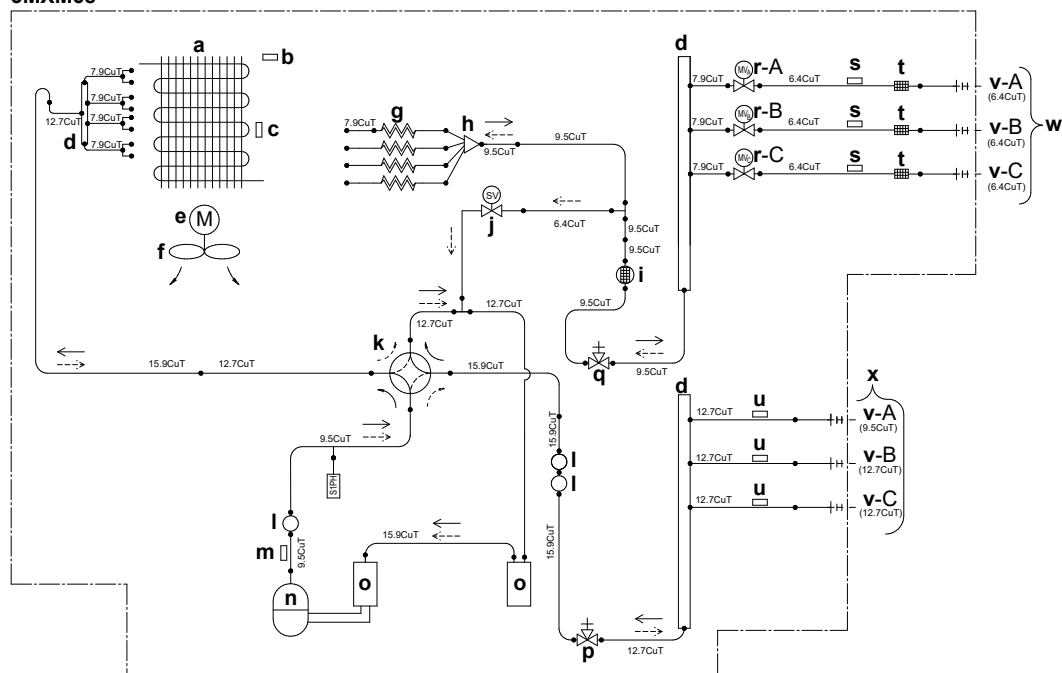 a
b
7.9CuT
7.9CuT
7.9CuT
7.9CuT
12.7CuT
d
c
e
M
f
7.9CuT
g
h
9.5CuT
9.5CuT
SV
j
6.4CuT
9.5CuT
9.5CuT
i
9.5CuT
q
9.5CuT
d
7.9CuT
MVA
r-A
6.4CuT
s
t
v-A
(6.4CuT)
7.9CuT
MVB
r-B
6.4CuT
s
t
v-B
(6.4CuT)
w
7.9CuT
MVC
r-C
6.4CuT
s
t
v-C
(6.4CuT)
12.7CuT
12.7CuT
k
15.9CuT
12.7CuT
15.9CuT
9.5CuT
S1PH
l
m
9.5CuT
n
15.9CuT
o
o
15.9CuT
l
l
15.9CuT
p
12.7CuT
d
x
12.7CuT
u
v-A
(9.5CuT)
12.7CuT
u
v-B
(12.7CuT)
12.7CuT
u
v-C
(12.7CuT)